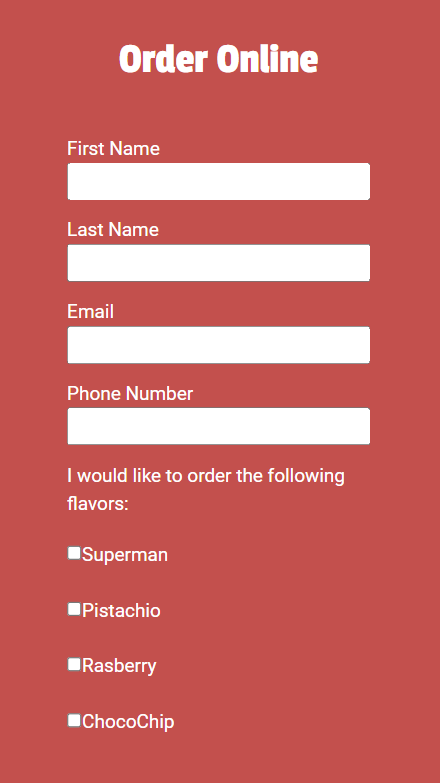 Order Online
First Name
Last Name
Email
Phone Number
I would like to order the following
flavors:
Superman
Pistachio
Rasberry
ChocoChip